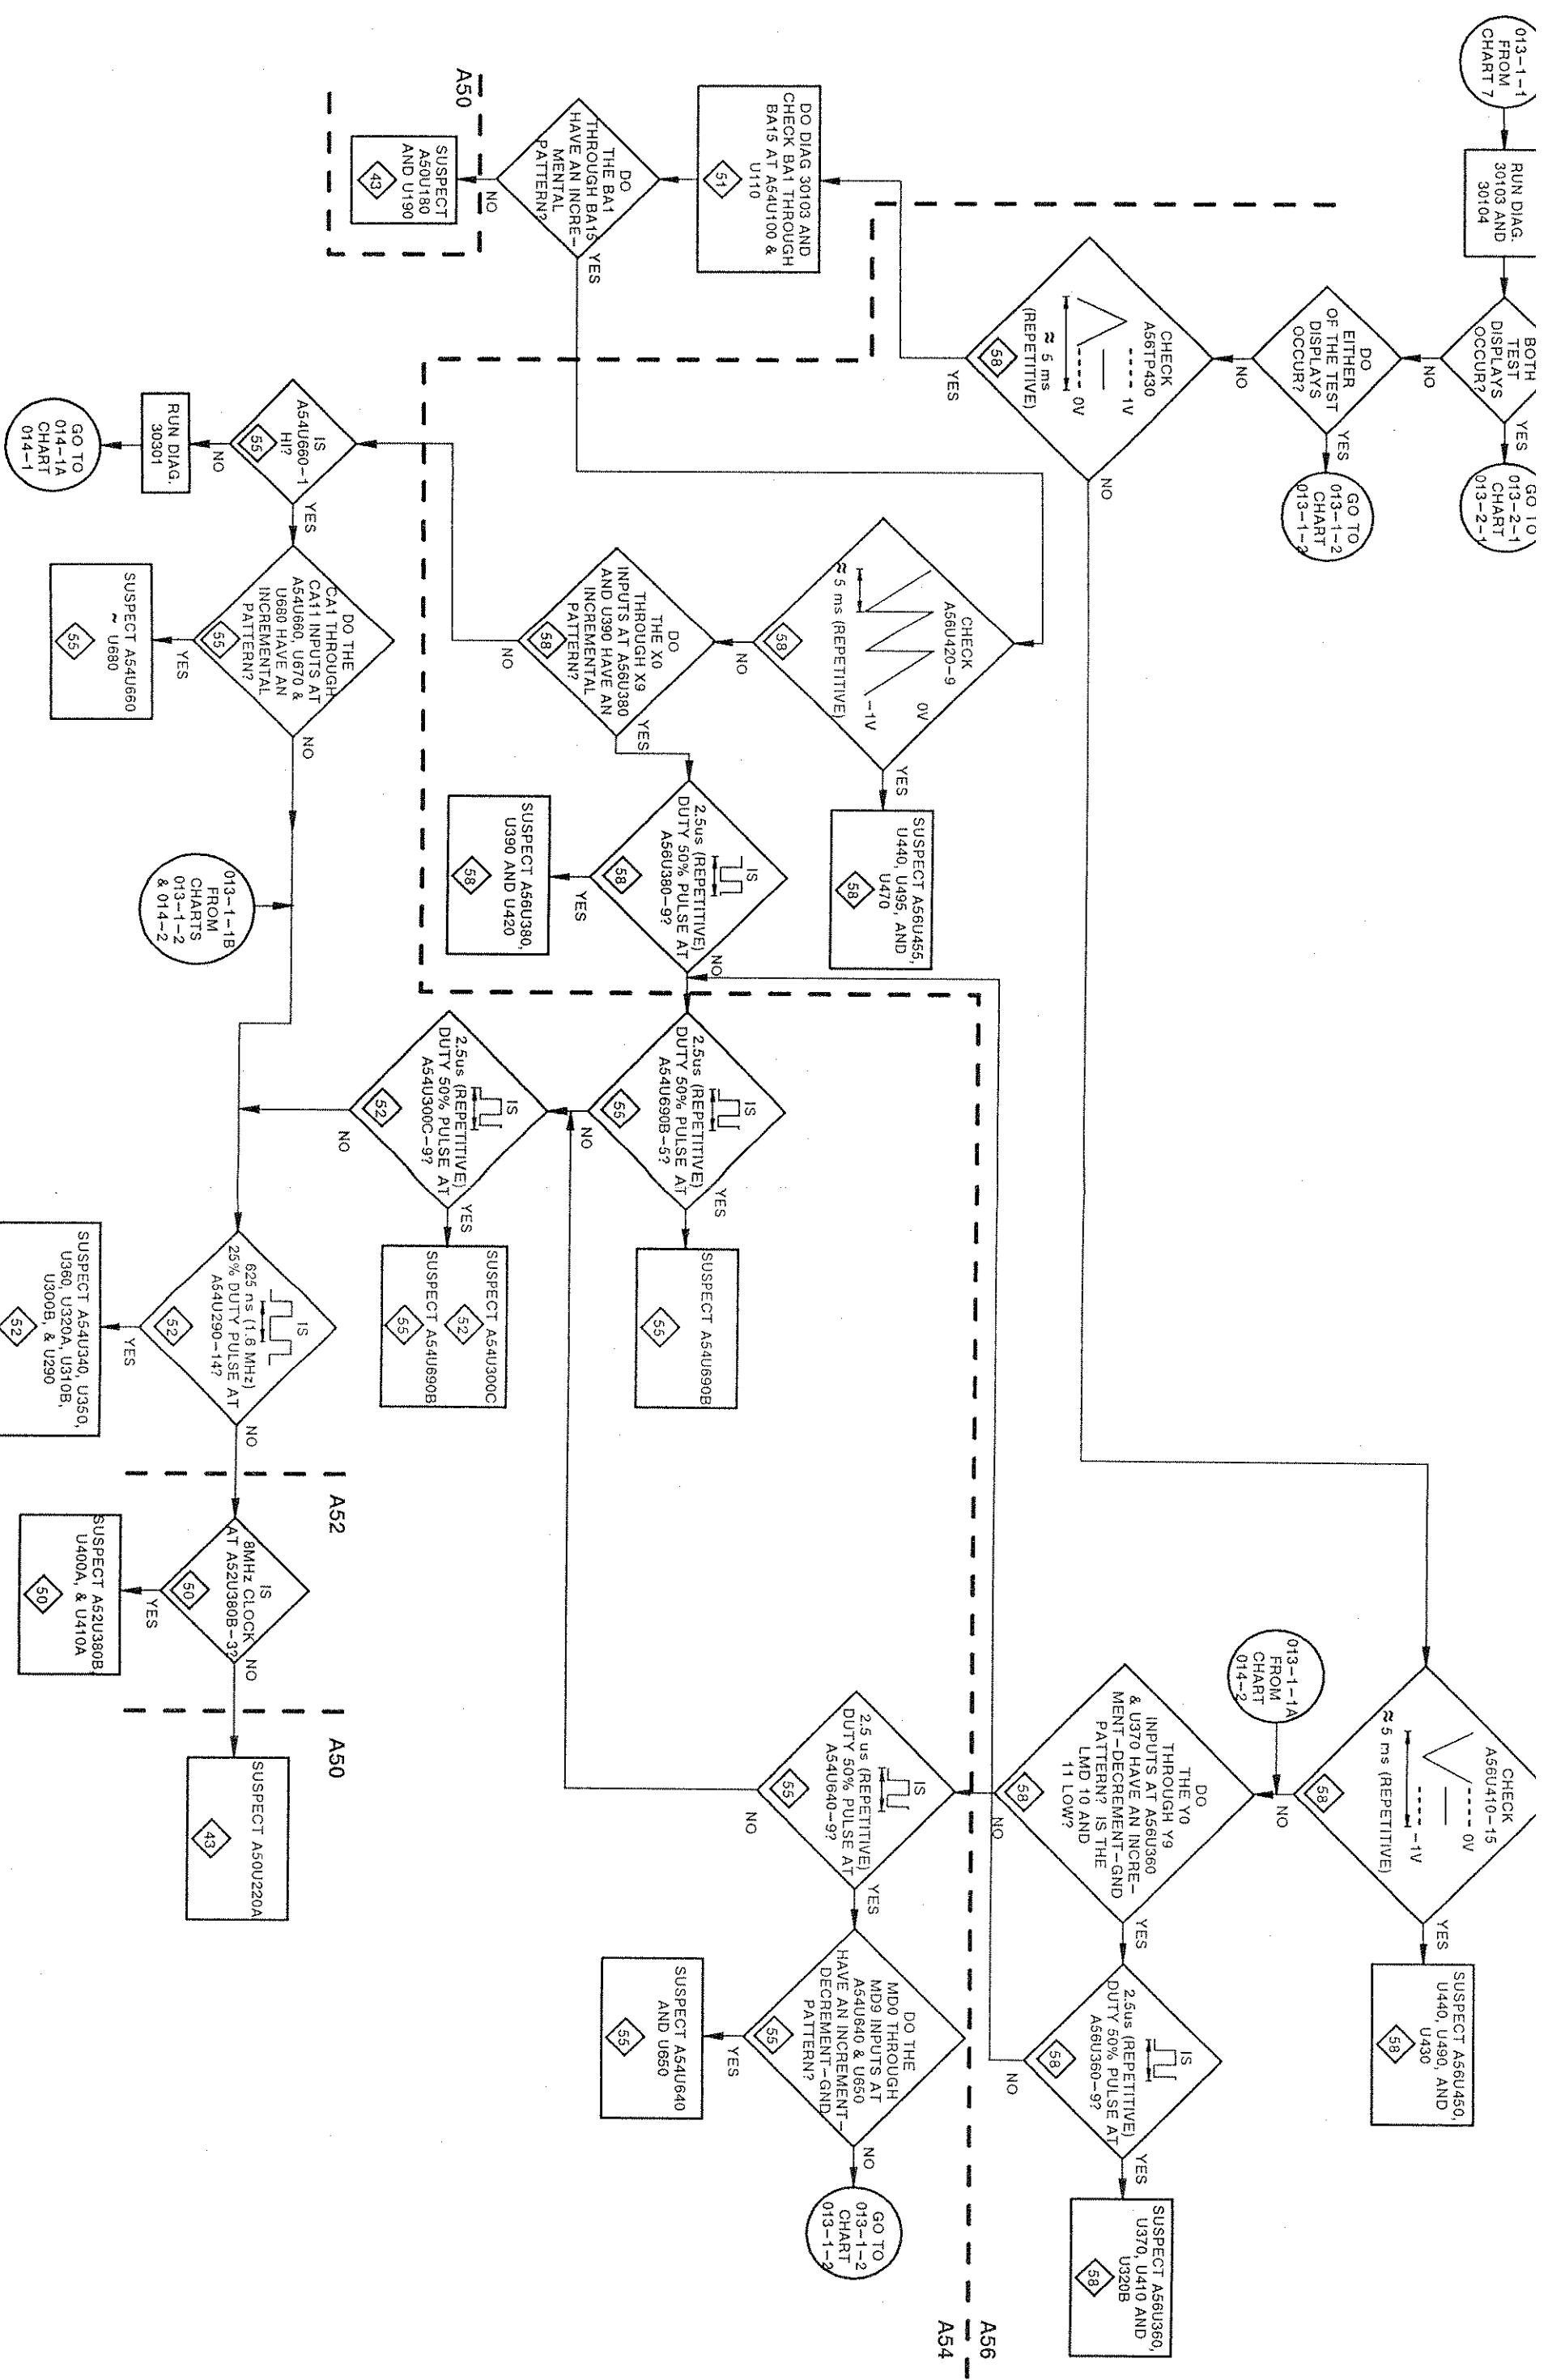 013-1-1
FROM
CHART 7
RUN DIAG.
30103 AND
30104
BOTH
TEST
DISPLAYS
OCCUR?
YES
GO TO
013-2-1
CHART
013-2-1
NO
DO
EITHER
OF THE TEST
DISPLAYS
OCCUR?
YES
GO TO
013-1-2
CHART
013-1-2
NO
CHECK
A56TP430
1V
0V
≈ 5 ms
(REPETITIVE)
58
NO
YES
DO DIAG 30103 AND
CHECK BA1 THROUGH
BA15 AT A54U100 &
U110
51
DO
THE BA1
THROUGH BA15
HAVE AN INCRE-
MENTAL
PATTERN?
YES
NO
A50
SUSPECT
A50U180
AND U190
43
CHECK
A56U420-9
0V
-1V
≈ 5 ms (REPETITIVE)
58
YES
SUSPECT A56U455,
U440, U495, AND
U470
58
NO
DO
THE X0
THROUGH X9
INPUTS AT A56U380
AND U390 HAVE AN
INCREMENTAL
PATTERN?
58
YES
NO
IS
2.5us (REPETITIVE)
DUTY 50% PULSE AT
A56U380-9?
58
NO
YES
SUSPECT A56U380,
U390 AND U420
58
IS
A54U660-1
HI?
55
YES
NO
RUN DIAG.
30301
GO TO
014-1A
CHART
014-1
DO THE
CA1 THROUGH
CA11 INPUTS AT
A54U660, U670 &
U680 HAVE AN
INCREMENTAL
PATTERN?
55
NO
YES
SUSPECT A54U660
~ U680
55
013-1-1B
FROM
CHARTS
013-1-2
& 014-2
IS
2.5us (REPETITIVE)
DUTY 50% PULSE AT
A54U690B-5?
55
YES
SUSPECT A54U690B
55
NO
IS
2.5us (REPETITIVE)
DUTY 50% PULSE AT
A54U300C-9?
52
YES
SUSPECT A54U300C
52
SUSPECT A54U690B
55
NO
IS
625 ns (1.6 MHz)
25% DUTY PULSE AT
A54U290-14?
52
NO
YES
SUSPECT A54U340, U350,
U360, U320A, U310B,
U300B, & U290
52
A52
IS
8MHz CLOCK
AT A52U380B-3?
50
NO
YES
SUSPECT A52U380B,
U400A, & U410A
50
A50
SUSPECT A50U220A
43
CHECK
A56U410-15
0V
-1V
≈ 5 ms (REPETITIVE)
58
YES
SUSPECT A56U450,
U440, U490, AND
U430
58
NO
013-1-1A
FROM
CHART
014-2
DO
THE Y0
THROUGH Y9
INPUTS AT A56U360
& U370 HAVE AN INCRE-
MENT-DECREMENT-GND
PATTERN? IS THE
LMD 10 AND
11 LOW?
58
YES
NO
IS
2.5us (REPETITIVE)
DUTY 50% PULSE AT
A56U360-9?
58
NO
YES
SUSPECT A56U360,
U370, U410 AND
U320B
58
IS
2.5 us (REPETITIVE)
DUTY 50% PULSE AT
A54U640-9?
55
NO
YES
DO THE
MD0 THROUGH
MD9 INPUTS AT
A54U640 & U650
HAVE AN INCREMENT-
DECREMENT-GND
PATTERN?
55
YES
SUSPECT A54U640
AND U650
55
NO
GO TO
013-1-2
CHART
013-1-2
A56
A54